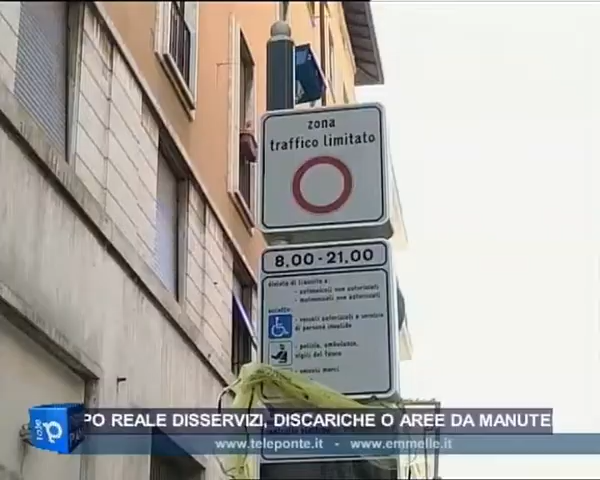 zona
traffico limitato
8.00-21.00
divieto di transito a:
- autoveicoli non autorizzati
- motoveicoli non autorizzati
eccetto
- veicoli autorizzati a servizio
di persone invalide
- polizia, ambulanze,
vigili del fuoco
- veicoli merci
PO REALE DISSERVIZI, DISCARICHE O AREE DA MANUTE
www.teleponte.it - www.emmelle.it